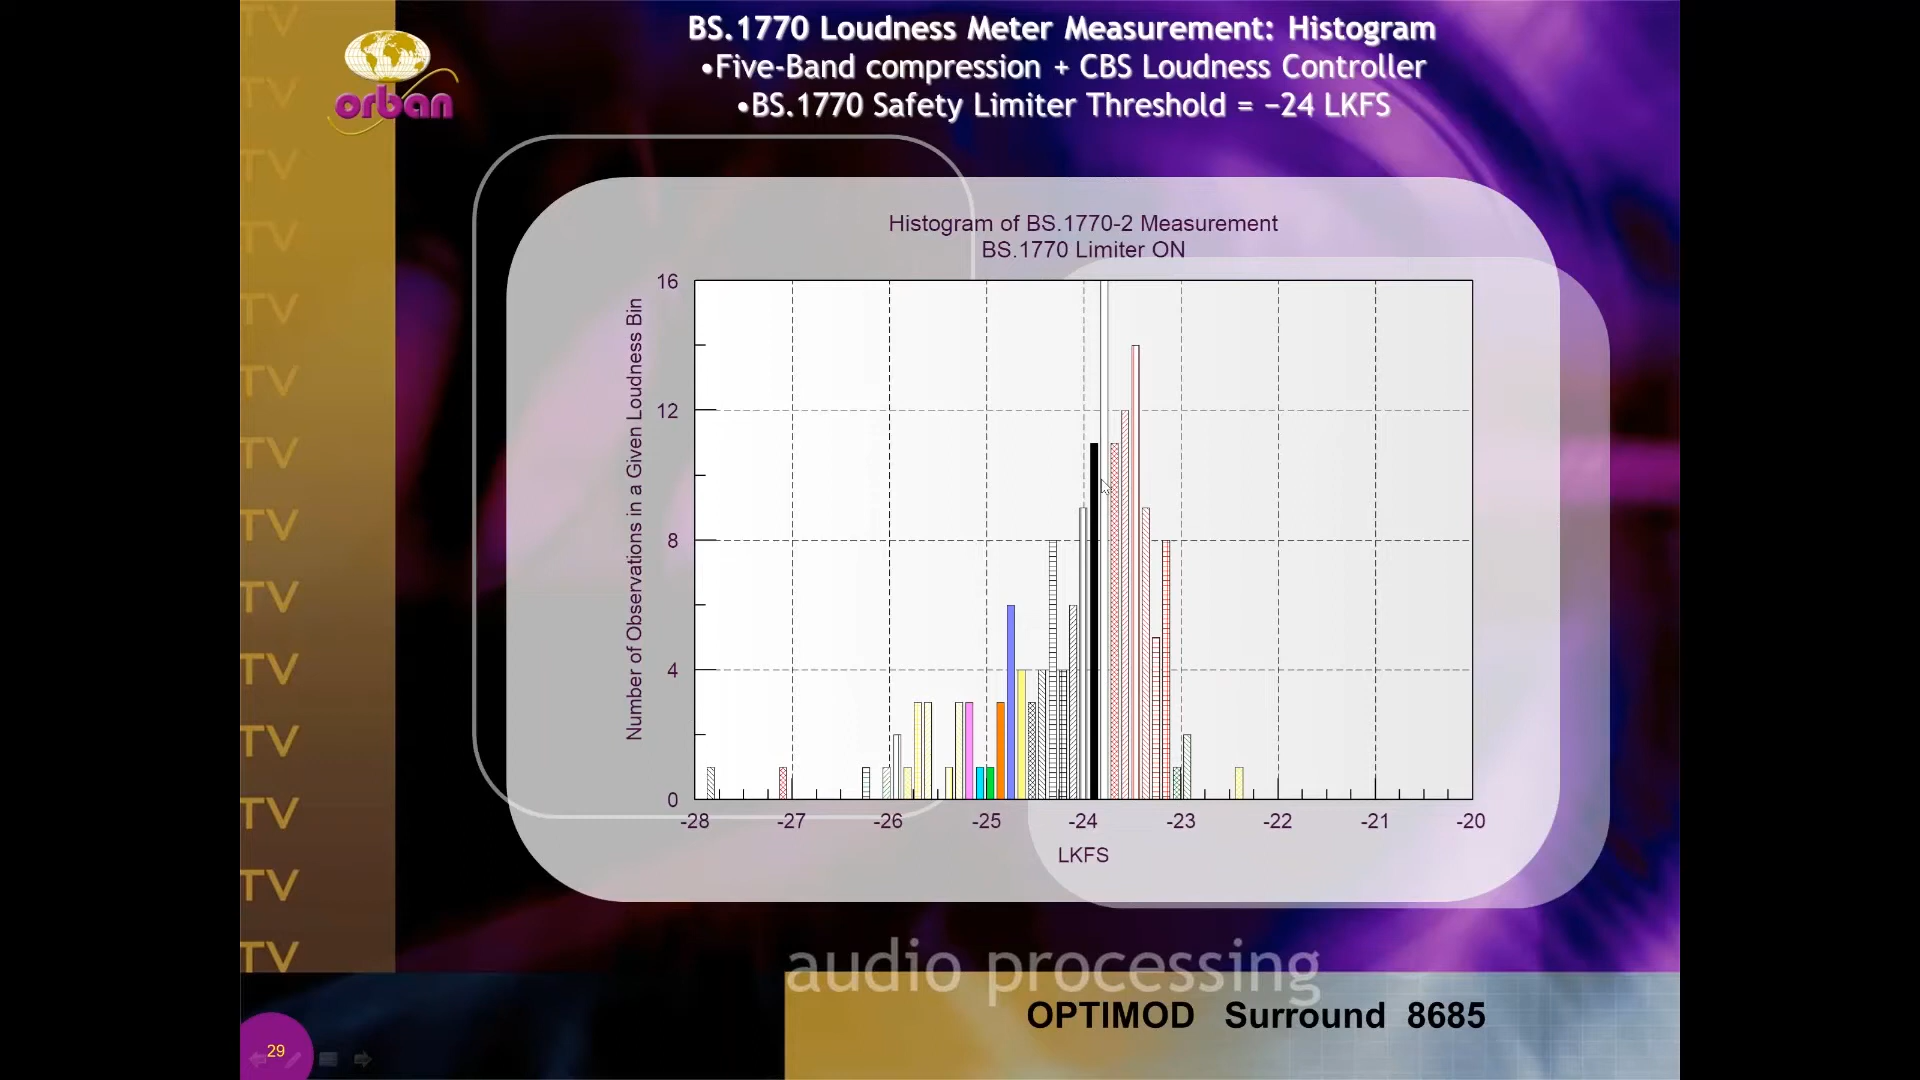 BS.1770 Loudness Meter Measurement: Histogram
•Five-Band compression + CBS Loudness Controller
•BS.1770 Safety Limiter Threshold = −24 LKFS
orban
TV
TV
TV
TV
TV
TV
TV
TV
TV
TV
TV
TV
TV
TV
Histogram of BS.1770-2 Measurement
BS.1770 Limiter ON
Number of Observations in a Given Loudness Bin
16
12
8
4
0
-28 -27 -26 -25 -24 -23 -22 -21 -20
LKFS
audio processing
OPTIMOD Surround 8685
29